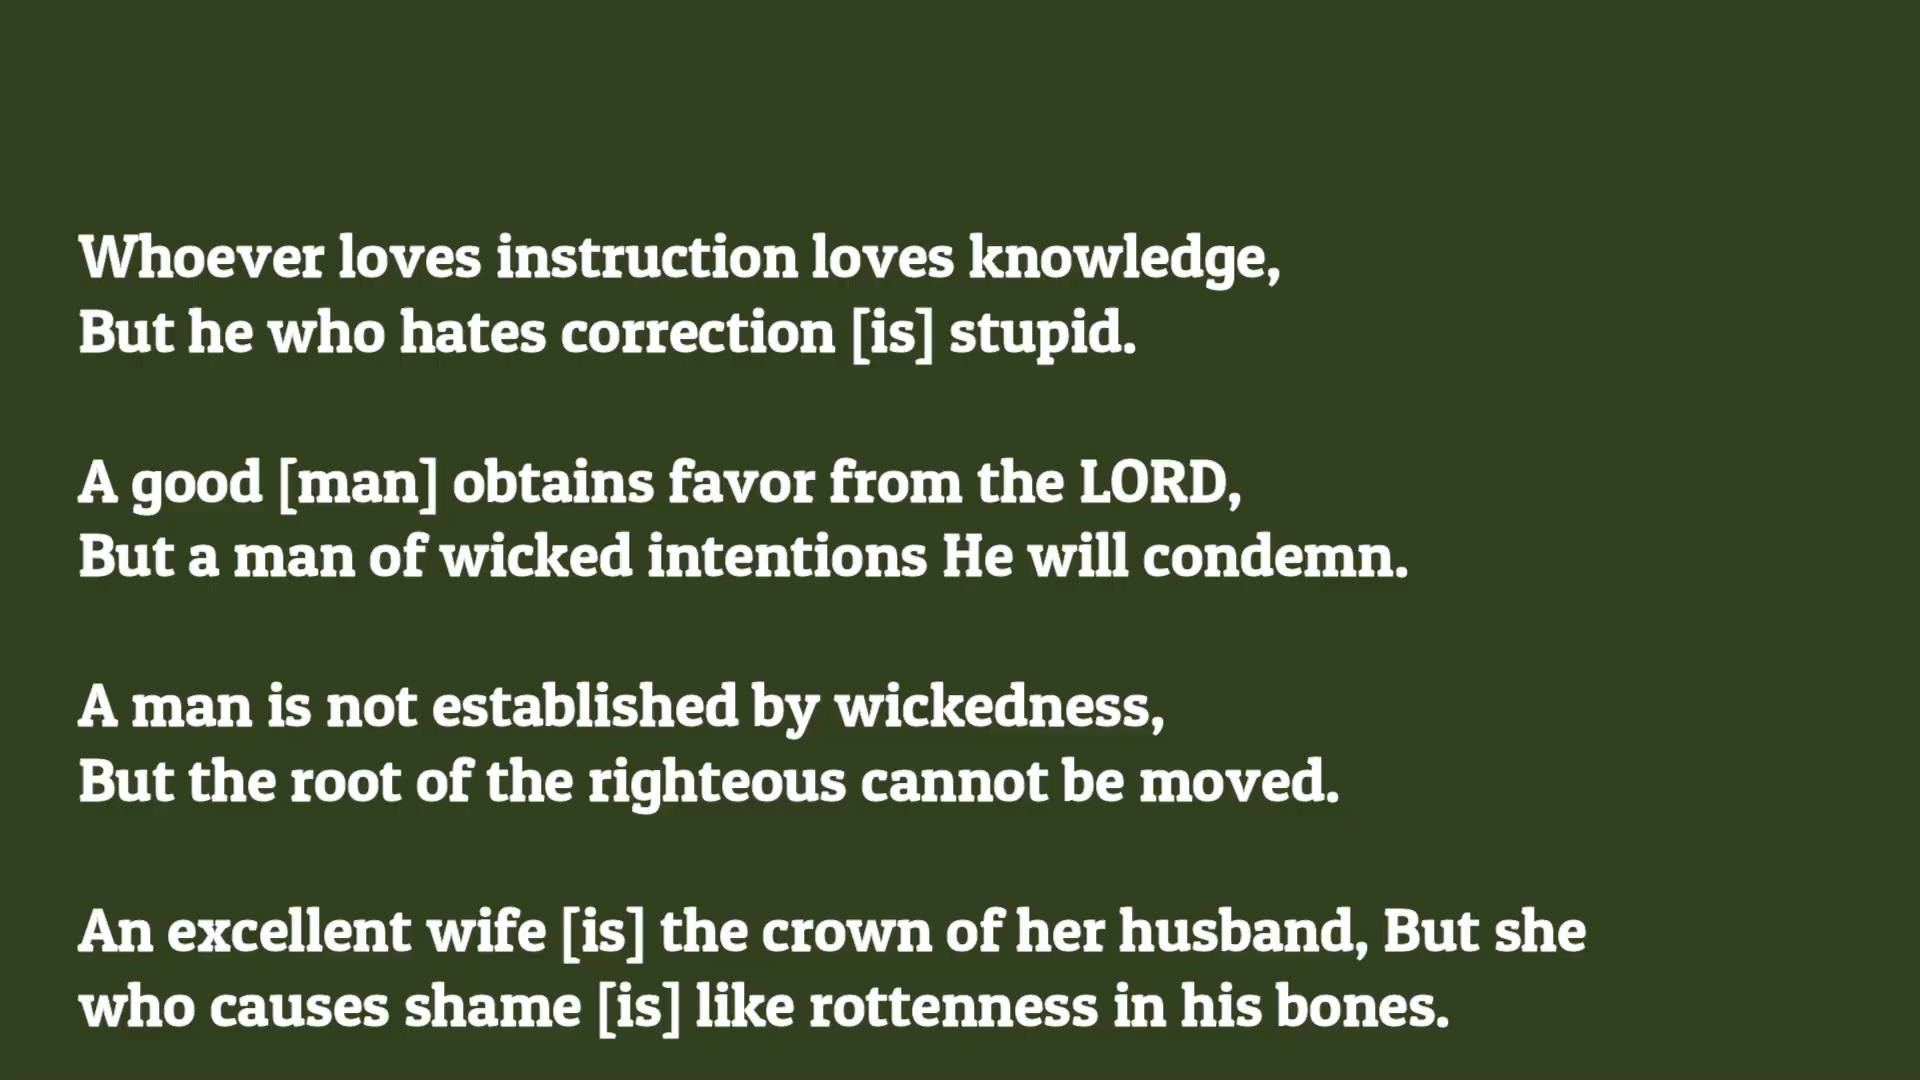 Whoever loves instruction loves knowledge,
But he who hates correction [is] stupid.
A good [man] obtains favor from the LORD,
But a man of wicked intentions He will condemn.
A man is not established by wickedness,
But the root of the righteous cannot be moved.
An excellent wife [is] the crown of her husband, But she
who causes shame [is] like rottenness in his bones.